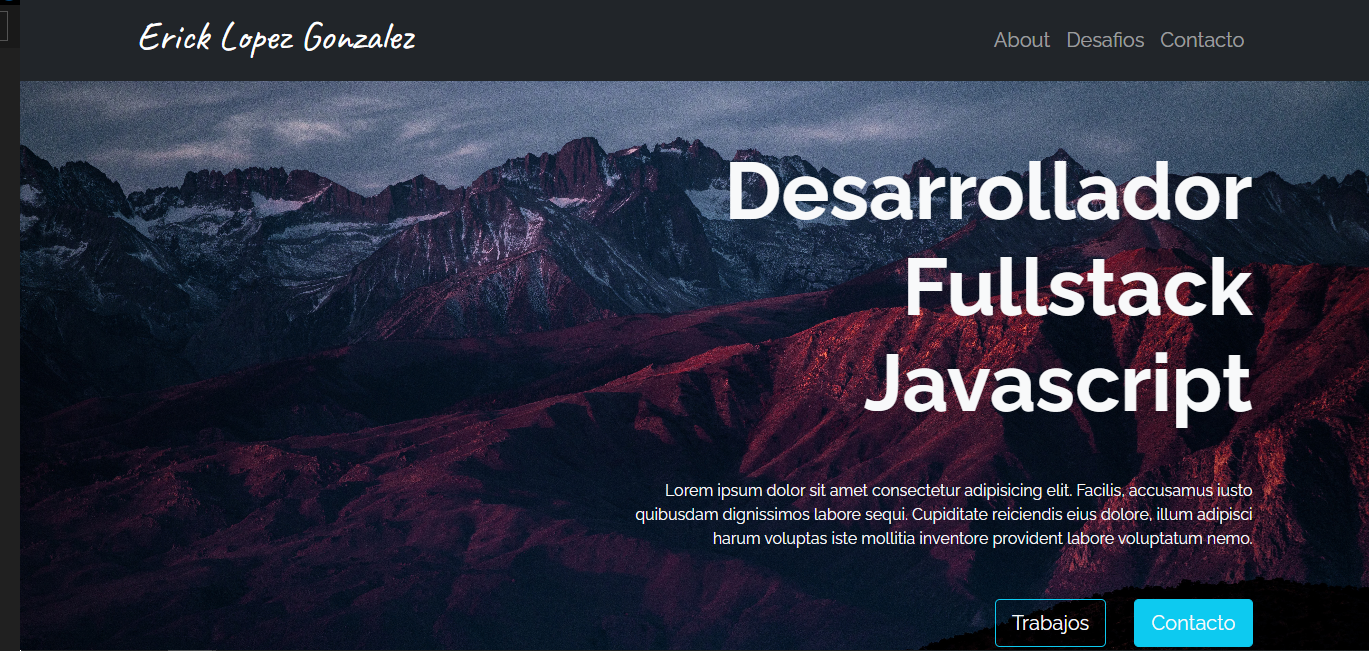 Erick Lopez Gonzalez
About Desafios Contacto
Desarrollador
Fullstack
Javascript
Lorem ipsum dolor sit amet consectetur adipisicing elit. Facilis, accusamus iusto
quibusdam dignissimos labore sequi. Cupiditate reiciendis eius dolore, illum adipisci
harum voluptas iste mollitia inventore provident labore voluptatum nemo.
Trabajos Contacto